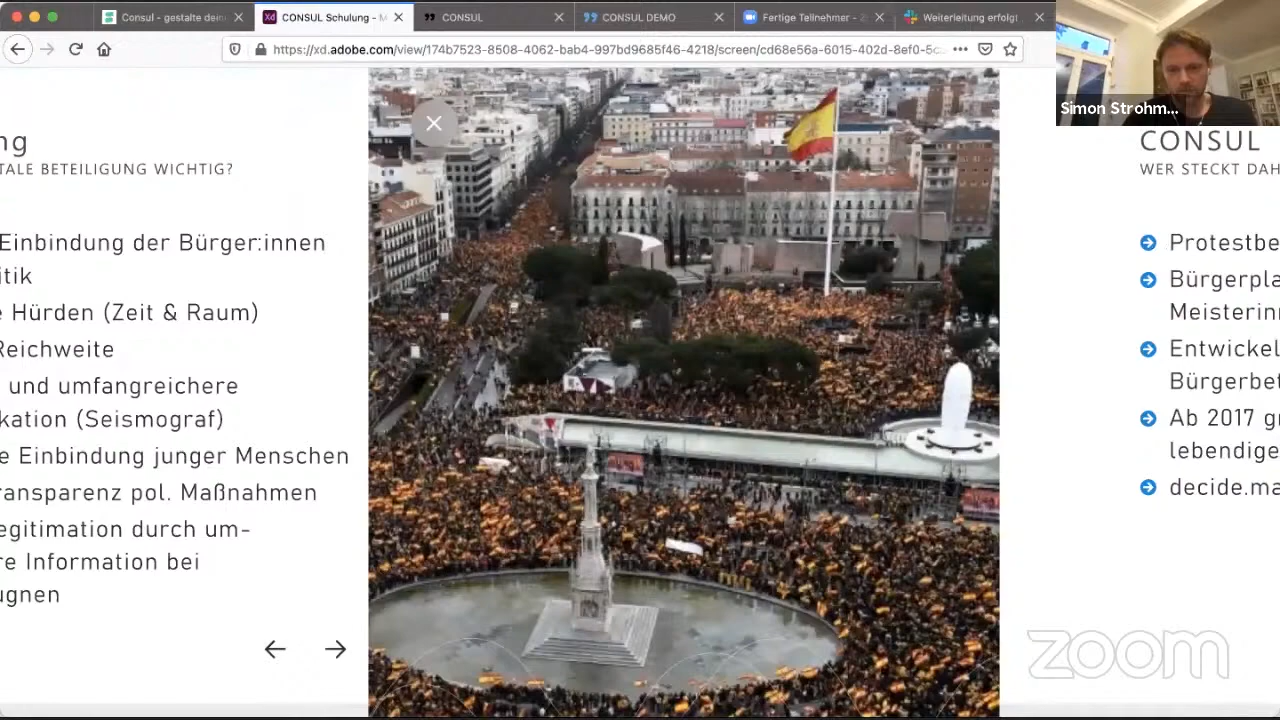 Consul - gestalte dein
CONSUL Schulung - M
CONSUL
CONSUL DEMO
Fertige Teilnehmer - Z
Weiterleitung erfolgt
https://xd.adobe.com/view/174b7523-8508-4062-bab4-997bd9685f46-4218/screen/cd68e56a-6015-402d-8ef0-5c
Simon Strohm...
ng
TALE BETEILIGUNG WICHTIG?
Einbindung der Bürger:innen
itik
e Hürden (Zeit & Raum)
Reichweite
und umfangreichere
kation (Seismograf)
e Einbindung junger Menschen
ransparenz pol. Maßnahmen
egitimation durch um-
re Information bei
ugnen
CONSUL
WER STECKT DAH
Protestbe
Bürgerpla
Meisterin
Entwickel
Bürgerbet
Ab 2017 g
lebendige
decide.ma
zoom